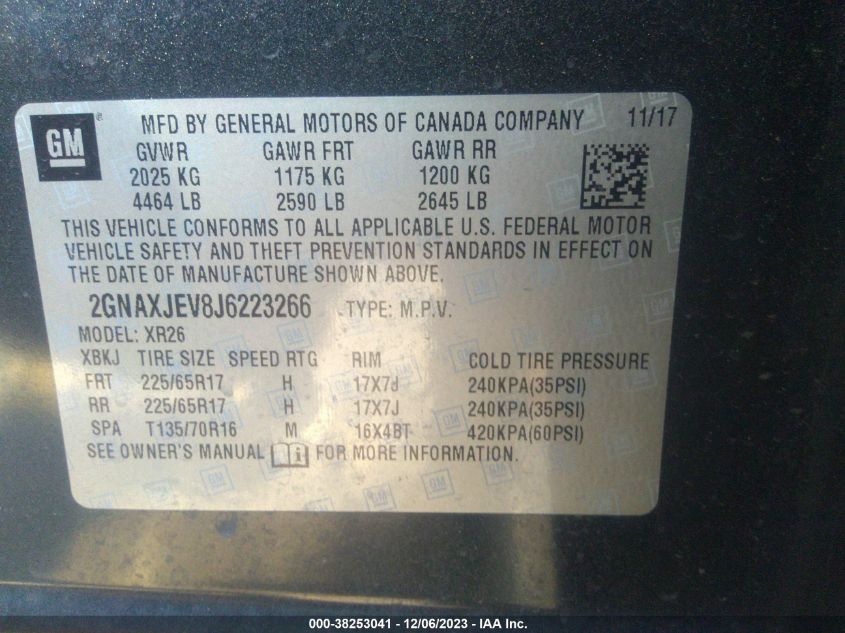 GM ® MFD BY GENERAL MOTORS OF CANADA COMPANY 11/17
GVWR GAWR FRT GAWR RR
2025 KG 1175 KG 1200 KG
4464 LB 2590 LB 2645 LB
THIS VEHICLE CONFORMS TO ALL APPLICABLE U.S. FEDERAL MOTOR
VEHICLE SAFETY AND THEFT PREVENTION STANDARDS IN EFFECT ON
THE DATE OF MANUFACTURE SHOWN ABOVE.
2GNAXJEV8J6223266 TYPE: M.P.V.
MODEL: XR26
XBKJ TIRE SIZE SPEED RTG RIM COLD TIRE PRESSURE
FRT 225/65R17 H 17X7J 240KPA(35PSI)
RR 225/65R17 H 17X7J 240KPA(35PSI)
SPA T135/70R16 M 16X4BT 420KPA(60PSI)
SEE OWNER'S MANUAL FOR MORE INFORMATION.
000-38253041 - 12/06/2023 - IAA Inc.